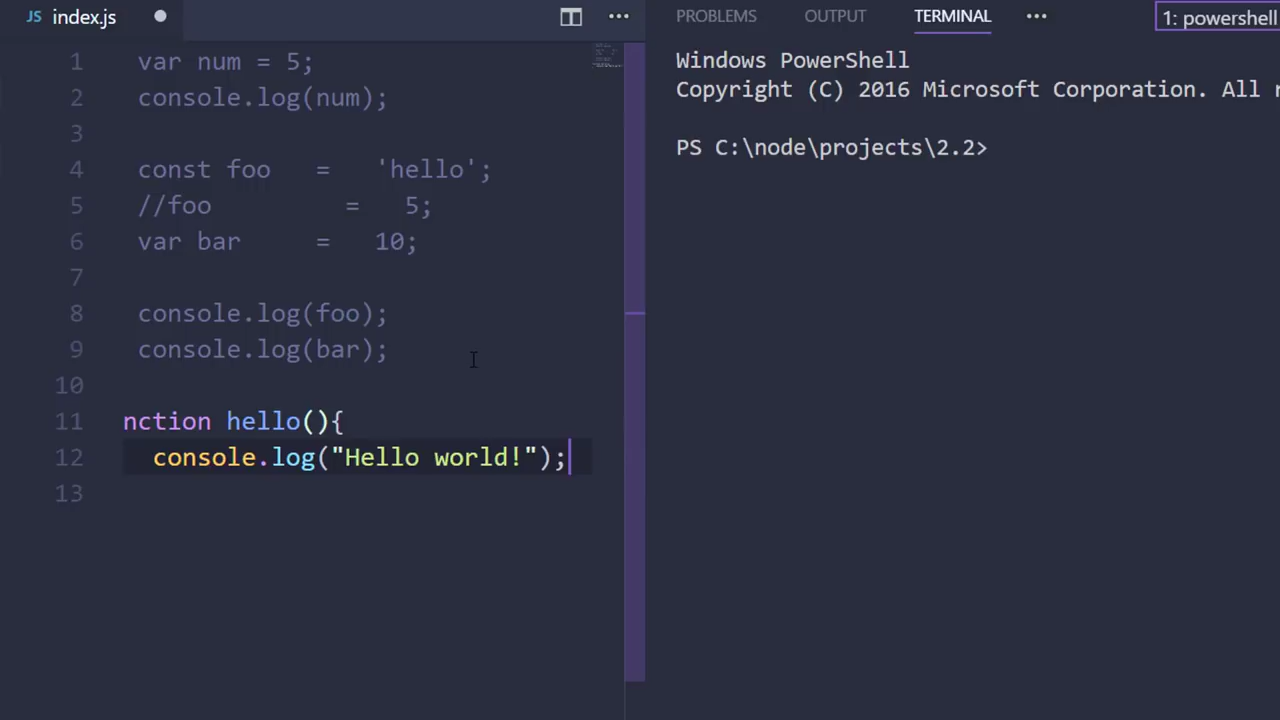 JS index.js
PROBLEMS OUTPUT TERMINAL 1: powershell
1 var num = 5;
2 console.log(num);
3
4 const foo = 'hello';
5 //foo = 5;
6 var bar = 10;
7
8 console.log(foo);
9 console.log(bar);
10
11 nction hello(){
12 console.log("Hello world!");
13
Windows PowerShell
Copyright (C) 2016 Microsoft Corporation. All
PS C:\node\projects\2.2>